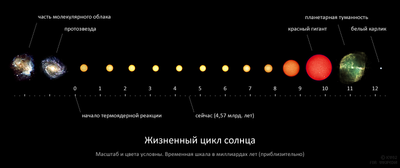 часть молекулярного облака
протозвезда
планетарная туманность
красный гигант
белый карлик
0 1 2 3 4 5 6 7 8 9 10 11 12
начало термоядерной реакции
сейчас (4,57 млрд. лет)
Жизненный цикл солнца
Масштаб и цвета условны. Временная шкала в миллиардах лет (приблизительно)